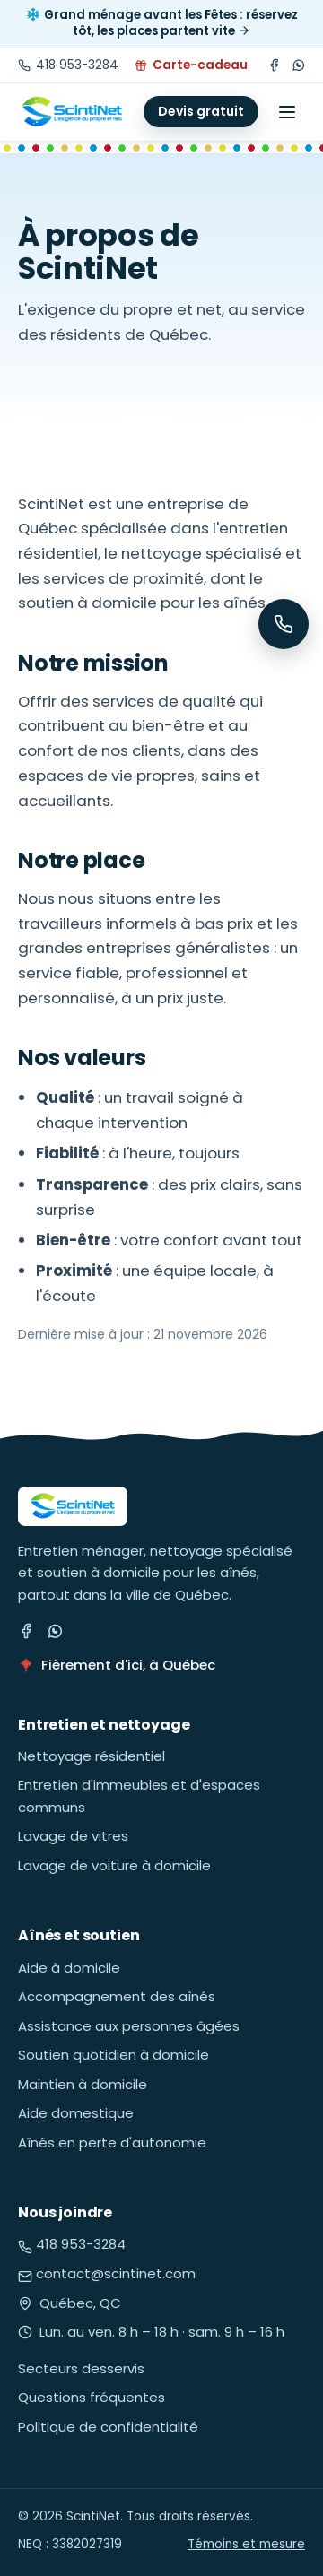 Grand ménage avant les Fêtes : réservez
tôt, les places partent vite →
418 953-3284 Carte-cadeau
ScintiNet
L'exigence du propre et net
Devis gratuit
À propos de
ScintiNet
L'exigence du propre et net, au service
des résidents de Québec.
ScintiNet est une entreprise de
Québec spécialisée dans l'entretien
résidentiel, le nettoyage spécialisé et
les services de proximité, dont le
soutien à domicile pour les aînés
Notre mission
Offrir des services de qualité qui
contribuent au bien-être et au
confort de nos clients, dans des
espaces de vie propres, sains et
accueillants.
Notre place
Nous nous situons entre les
travailleurs informels à bas prix et les
grandes entreprises généralistes : un
service fiable, professionnel et
personnalisé, à un prix juste.
Nos valeurs
• Qualité : un travail soigné à
chaque intervention
• Fiabilité : à l'heure, toujours
• Transparence : des prix clairs, sans
surprise
• Bien-être : votre confort avant tout
• Proximité : une équipe locale, à
l'écoute
Dernière mise à jour : 21 novembre 2026
ScintiNet
L'exigence du propre et net
Entretien ménager, nettoyage spécialisé
et soutien à domicile pour les aînés,
partout dans la ville de Québec.
Fièrement d'ici, à Québec
Entretien et nettoyage
Nettoyage résidentiel
Entretien d'immeubles et d'espaces
communs
Lavage de vitres
Lavage de voiture à domicile
Aînés et soutien
Aide à domicile
Accompagnement des aînés
Assistance aux personnes âgées
Soutien quotidien à domicile
Maintien à domicile
Aide domestique
Aînés en perte d'autonomie
Nous joindre
418 953-3284
contact@scintinet.com
Québec, QC
Lun. au ven. 8 h – 18 h · sam. 9 h – 16 h
Secteurs desservis
Questions fréquentes
Politique de confidentialité
© 2026 ScintiNet. Tous droits réservés.
NEQ : 3382027319 Témoins et mesure